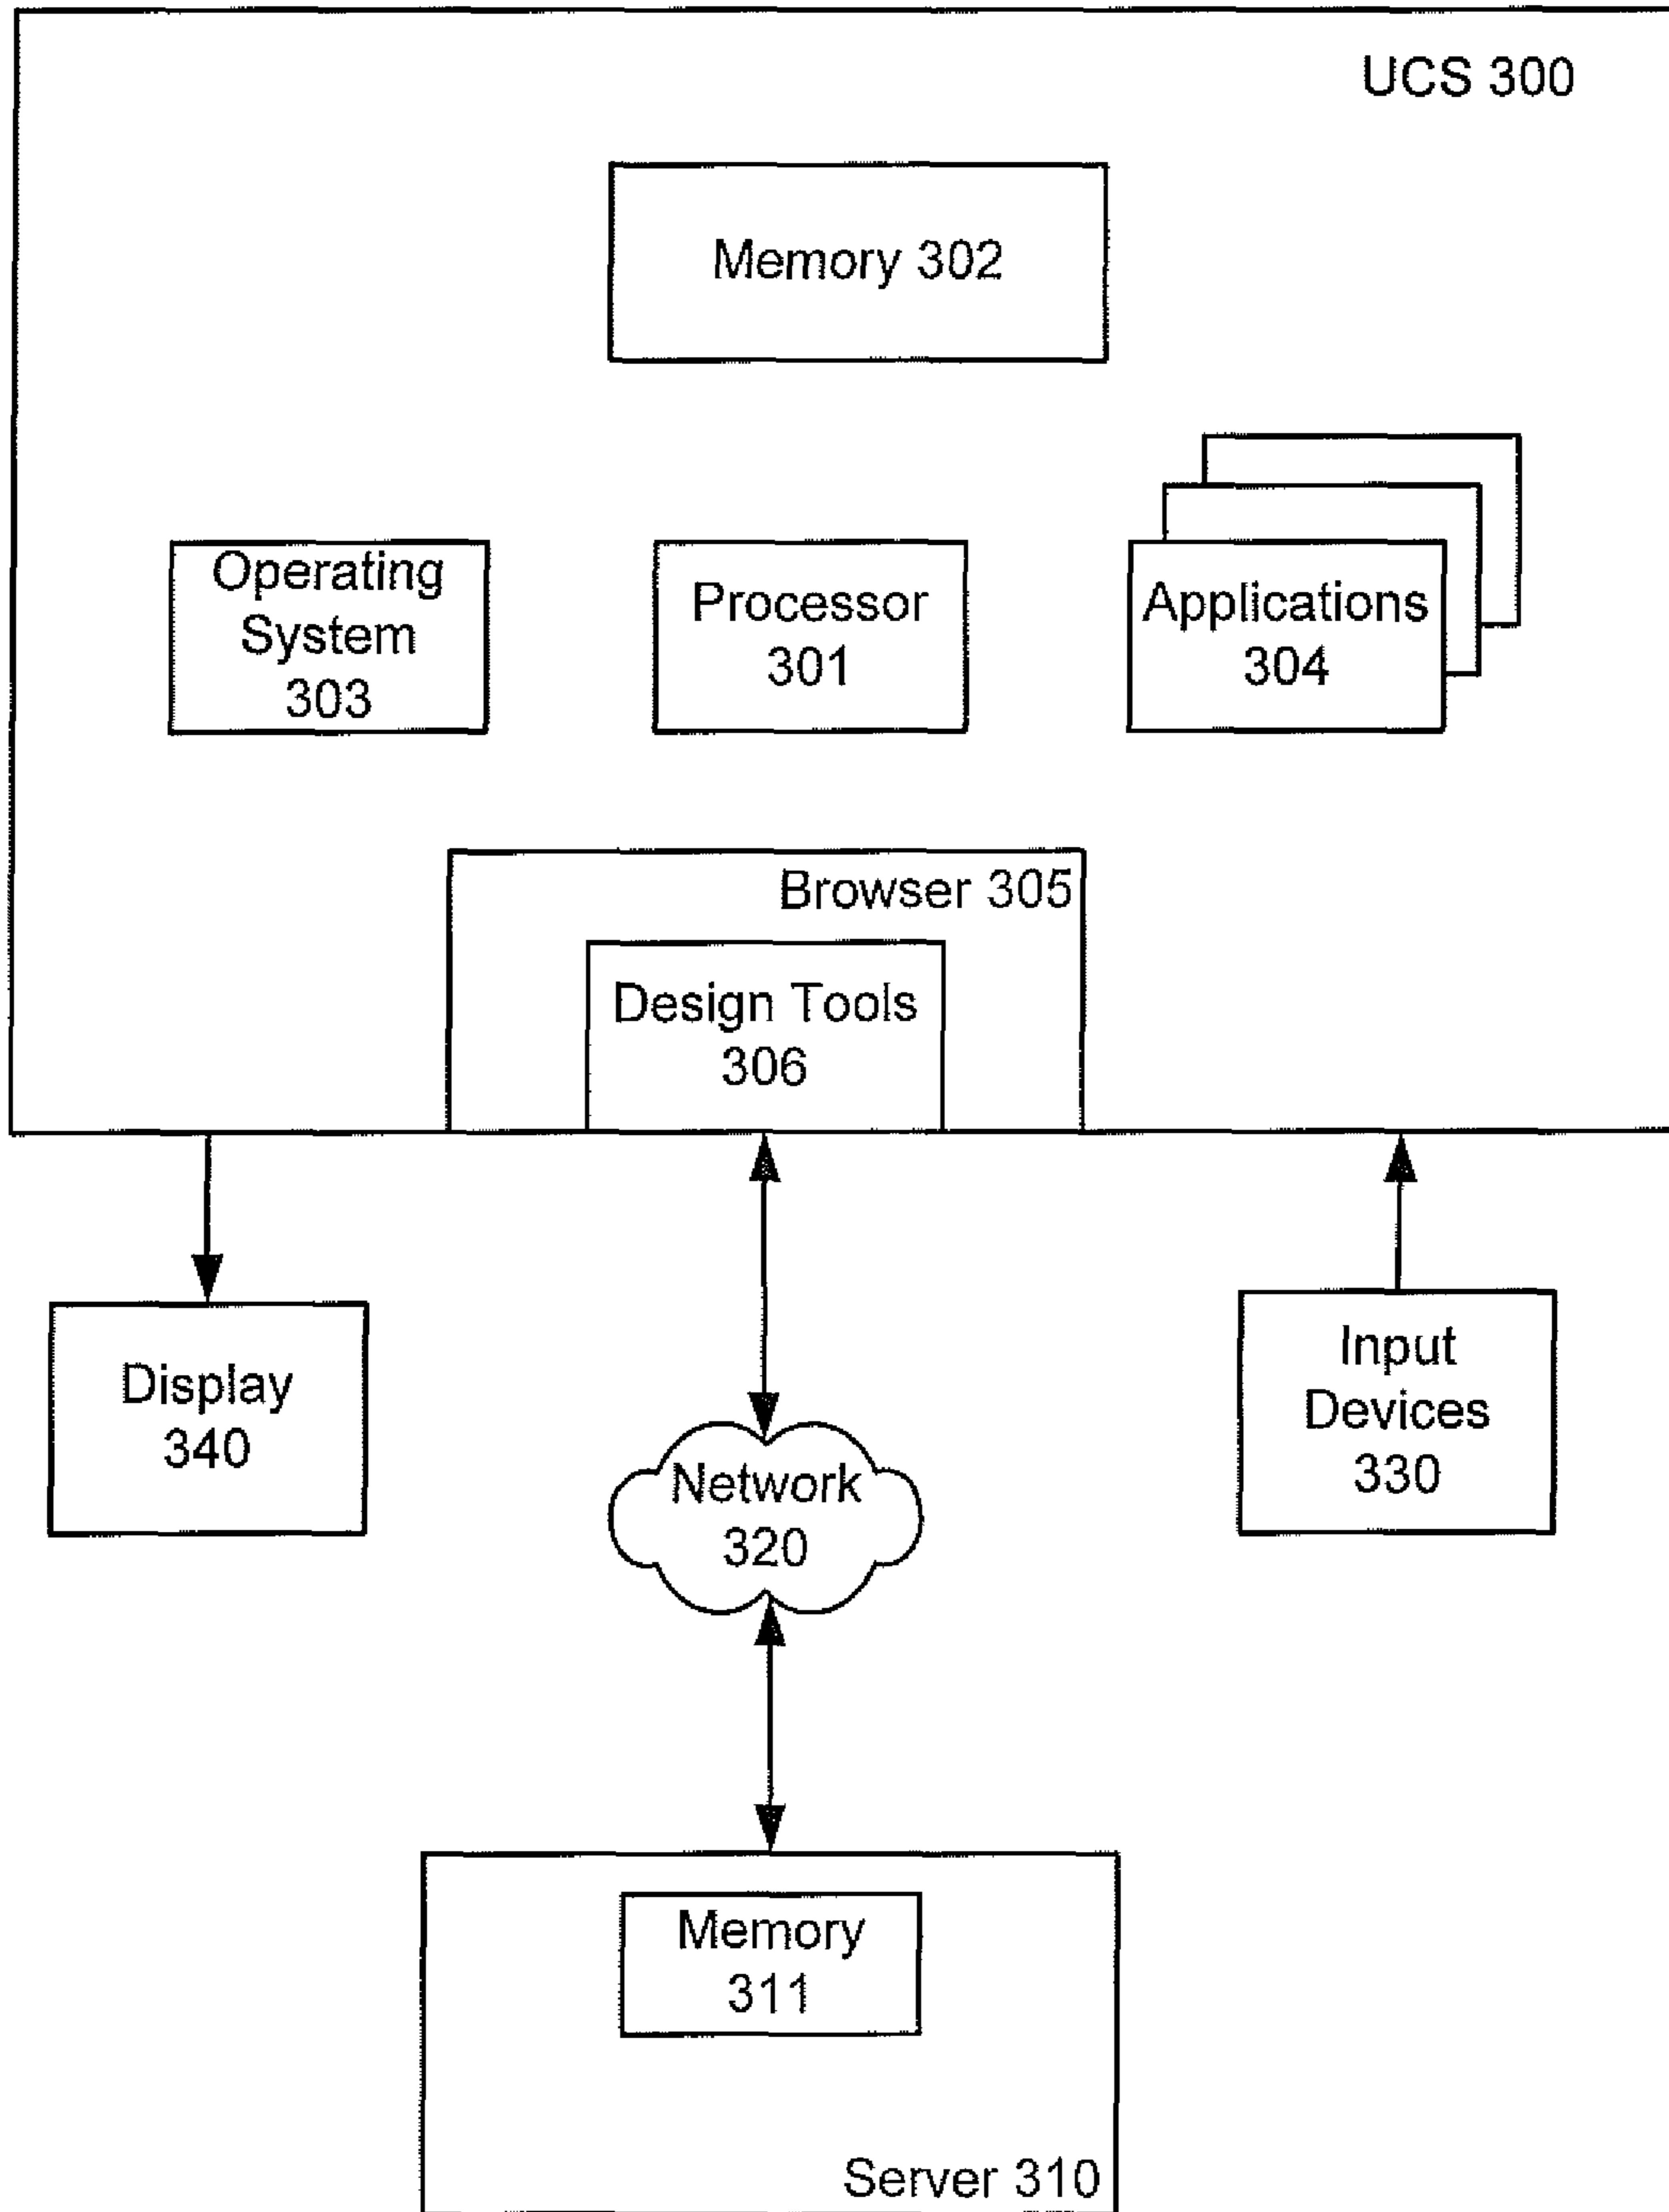 UCS 300
Memory 302
Operating
System
303
Processor
301
Applications
304
Browser 305
Design Tools
306
Display
340
Network
320
Input
Devices
330
Memory
311
Server 310